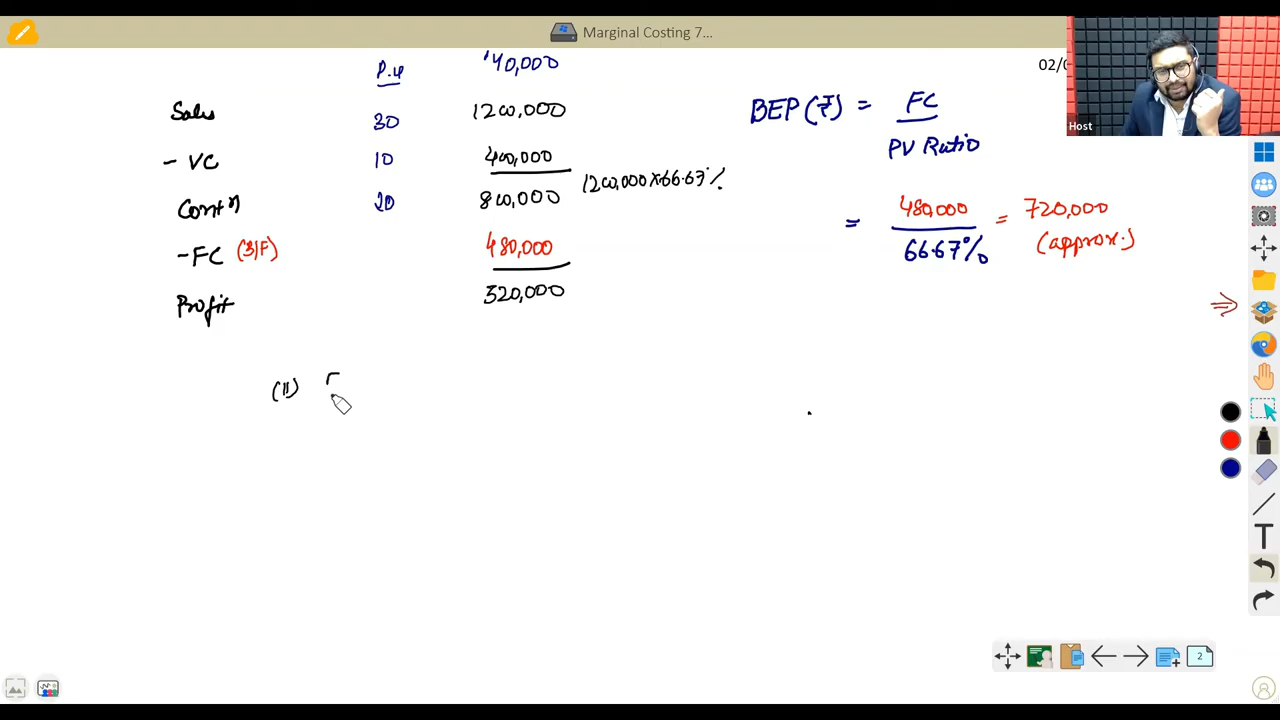 Marginal Costing 7...
02/0
Host
P.u 40,000
Sales 30 1200,000
- VC 10 400,000
Contn 20 800,000 1200,000 x 66.67%
- FC (B/F) 480,000
Profit 320,000
BEP (₹) = FC
PV Ratio
= 480,000 = 720,000
66.67% (approx.)
(II)
T
2